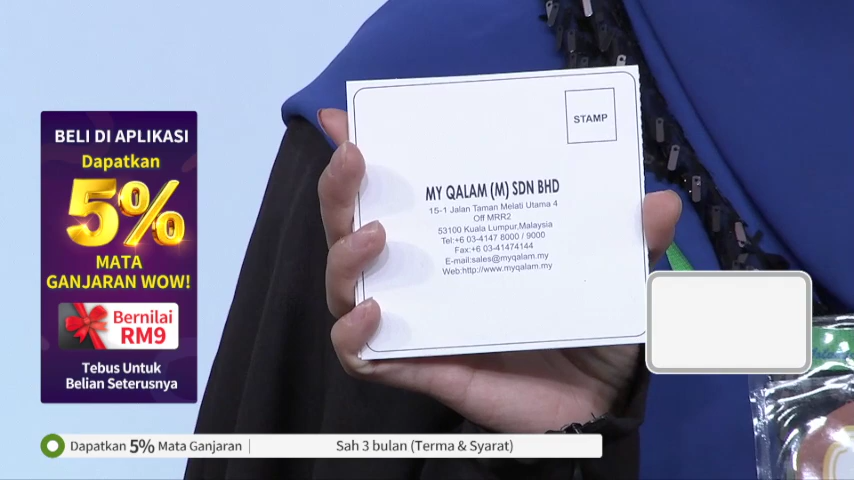 BELI DI APLIKASI
Dapatkan
5%
MATA
GANJARAN WOW!
Bernilai
RM9
Tebus Untuk
Belian Seterusnya
STAMP
MY QALAM (M) SDN BHD
15-1 Jalan Taman Melati Utama 4
Off MRR2
53100 Kuala Lumpur,Malaysia
Tel:+6 03-4147 8000 / 9000
Fax:+6 03-41474144
E-mail:sales@myqalam.my
Web:http://www.myqalam.my
Dapatkan 5% Mata Ganjaran
Sah 3 bulan (Terma & Syarat)